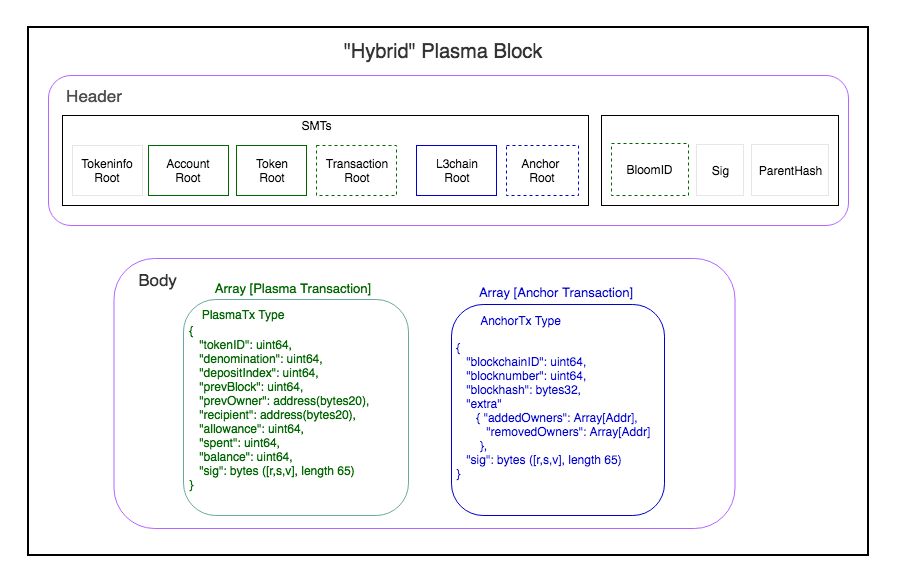 "Hybrid" Plasma Block
Header
SMTs
Tokeninfo
Root
Account
Root
Token
Root
Transaction
Root
L3chain
Root
Anchor
Root
BloomID
Sig
ParentHash
Body
Array [Plasma Transaction]
PlasmaTx Type
{
"tokenID": uint64,
"denomination": uint64,
"depositIndex": uint64,
"prevBlock": uint64,
"prevOwner": address(bytes20),
"recipient": address(bytes20),
"allowance": uint64,
"spent": uint64,
"balance": uint64,
"sig": bytes ([r,s,v], length 65)
}
Array [Anchor Transaction]
AnchorTx Type
{
"blockchainID": uint64,
"blocknumber": uint64,
"blockhash": bytes32,
"extra"
{ "addedOwners": Array[Addr],
"removedOwners": Array[Addr]
},
"sig": bytes ([r,s,v], length 65)
}